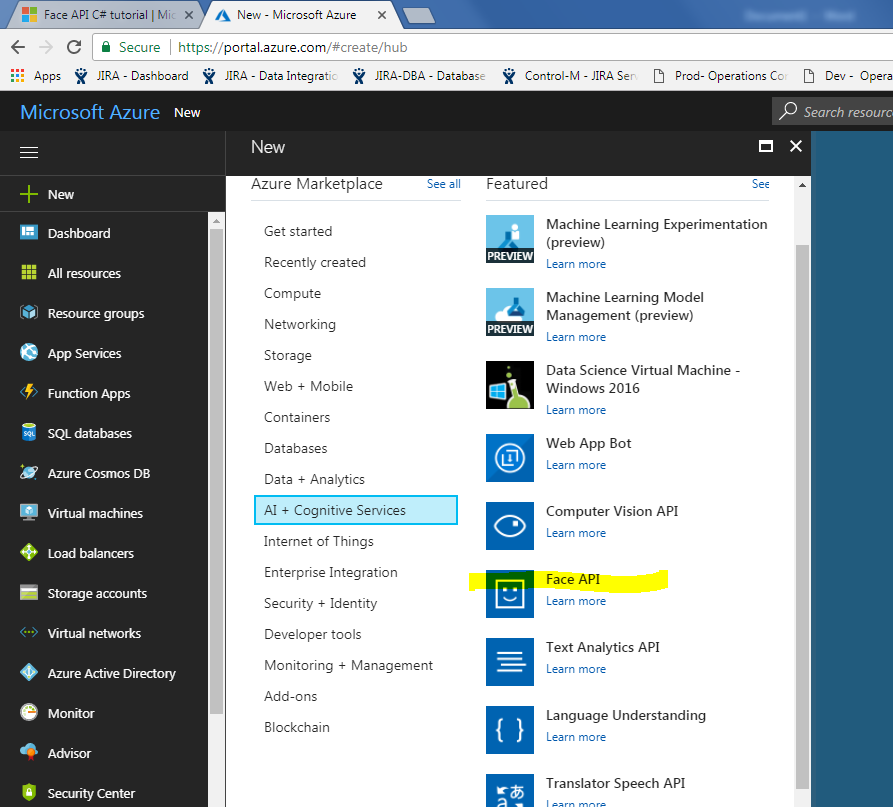 Face API C# tutorial | Mic
New - Microsoft Azure
Secure
https://portal.azure.com/#create/hub
Apps
JIRA - Dashboard
JIRA - Data Integratio
JIRA-DBA - Database
Control-M - JIRA Serv
Prod- Operations Cor
Dev - Opera
Microsoft Azure
New
Search resourc
New
Dashboard
All resources
Resource groups
App Services
Function Apps
SQL databases
Azure Cosmos DB
Virtual machines
Load balancers
Storage accounts
Virtual networks
Azure Active Directory
Monitor
Advisor
Security Center
New
Azure Marketplace
See all
Get started
Recently created
Compute
Networking
Storage
Web + Mobile
Containers
Databases
Data + Analytics
AI + Cognitive Services
Internet of Things
Enterprise Integration
Security + Identity
Developer tools
Monitoring + Management
Add-ons
Blockchain
Featured
See
PREVIEW
Machine Learning Experimentation
(preview)
Learn more
PREVIEW
Machine Learning Model
Management (preview)
Learn more
Data Science Virtual Machine -
Windows 2016
Learn more
Web App Bot
Learn more
Computer Vision API
Learn more
Face API
Learn more
Text Analytics API
Learn more
Language Understanding
Learn more
Translator Speech API
Learn more